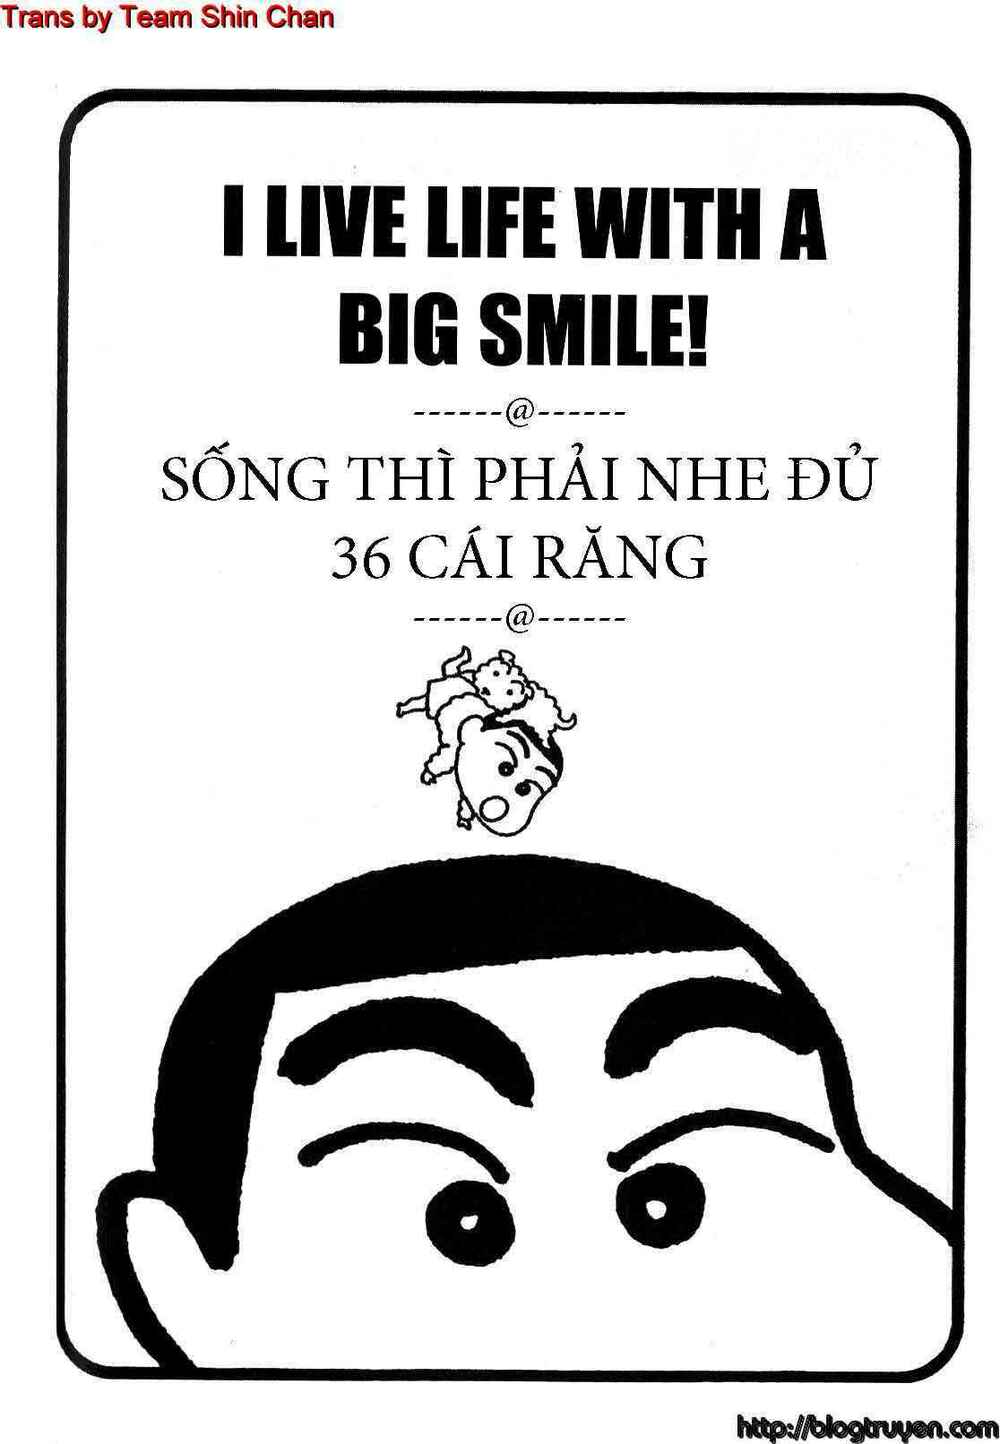 Trans by Team Shin Chan
I LIVE LIFE WITH A
BIG SMILE!
------@------
SỐNG THÌ PHẢI NHE ĐỦ
36 CÁI RĂNG
------@------
http://blogtruyen.com